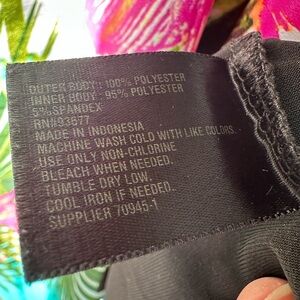 OUTER BODY: 100% POLYESTER
INNER BODY: 95% POLYESTER
5% SPANDEX
RN#93677
MADE IN INDONESIA
MACHINE WASH COLD WITH LIKE COLORS.
USE ONLY NON-CHLORINE
BLEACH WHEN NEEDED.
TUMBLE DRY LOW.
COOL IRON IF NEEDED.
SUPPLIER 70945-1